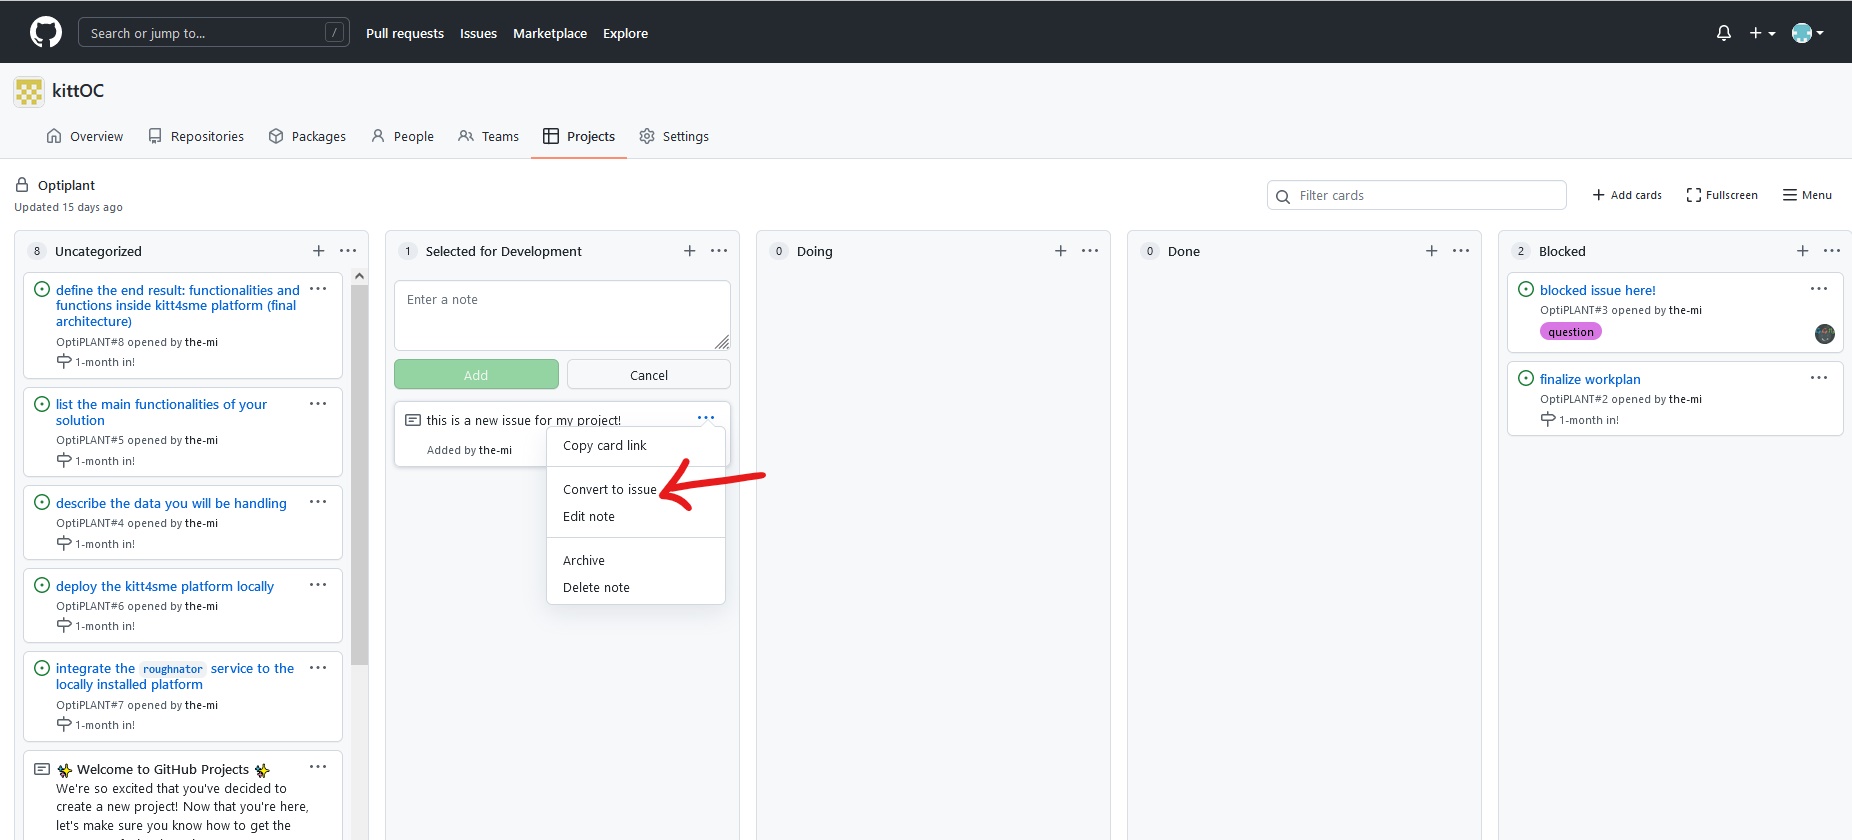 Search or jump to... /
Pull requests Issues Marketplace Explore
kittOC
Overview Repositories Packages People Teams Projects Settings
Optiplant
Updated 15 days ago
Filter cards
Add cards Fullscreen Menu
8 Uncategorized
define the end result: functionalities and
functions inside kitt4sme platform (final
architecture)
OptiPLANT#8 opened by the-mi
1-month in!
list the main functionalities of your
solution
OptiPLANT#5 opened by the-mi
1-month in!
describe the data you will be handling
OptiPLANT#4 opened by the-mi
1-month in!
deploy the kitt4sme platform locally
OptiPLANT#6 opened by the-mi
1-month in!
integrate the roughnator service to the
locally installed platform
OptiPLANT#7 opened by the-mi
1-month in!
✨ Welcome to GitHub Projects ✨
We're so excited that you've decided to
create a new project! Now that you're here,
let's make sure you know how to get the
1 Selected for Development
Enter a note
Add Cancel
this is a new issue for my project!
Added by the-mi
Copy card link
Convert to issue
Edit note
Archive
Delete note
0 Doing
0 Done
2 Blocked
blocked issue here!
OptiPLANT#3 opened by the-mi
question
finalize workplan
OptiPLANT#2 opened by the-mi
1-month in!